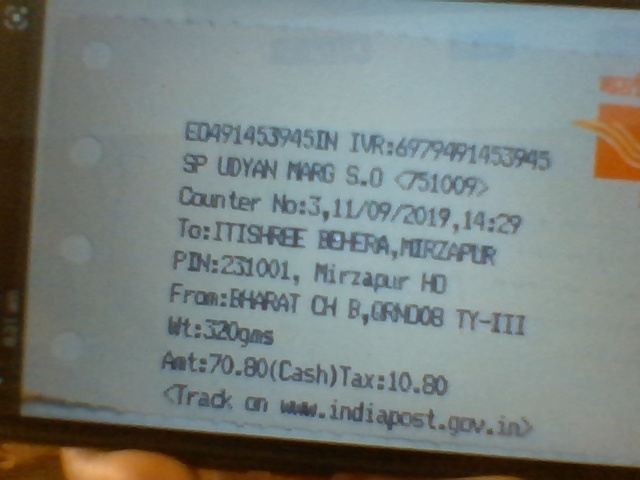 EO491453945IN IVR:6979491453945
SP UDYAN MARG S.O <751009>
Counter No:3,11/09/2019,14:29
To:ITISHREE BEHERA,MIRZAPUR
PIN:231001, Mirzapur HO
From:BHARAT CH B,QRNO08 TY-III
Wt:320gms
Amt:70.80(Cash)Tax:10.80
<Track on www.indiapost.gov.in>